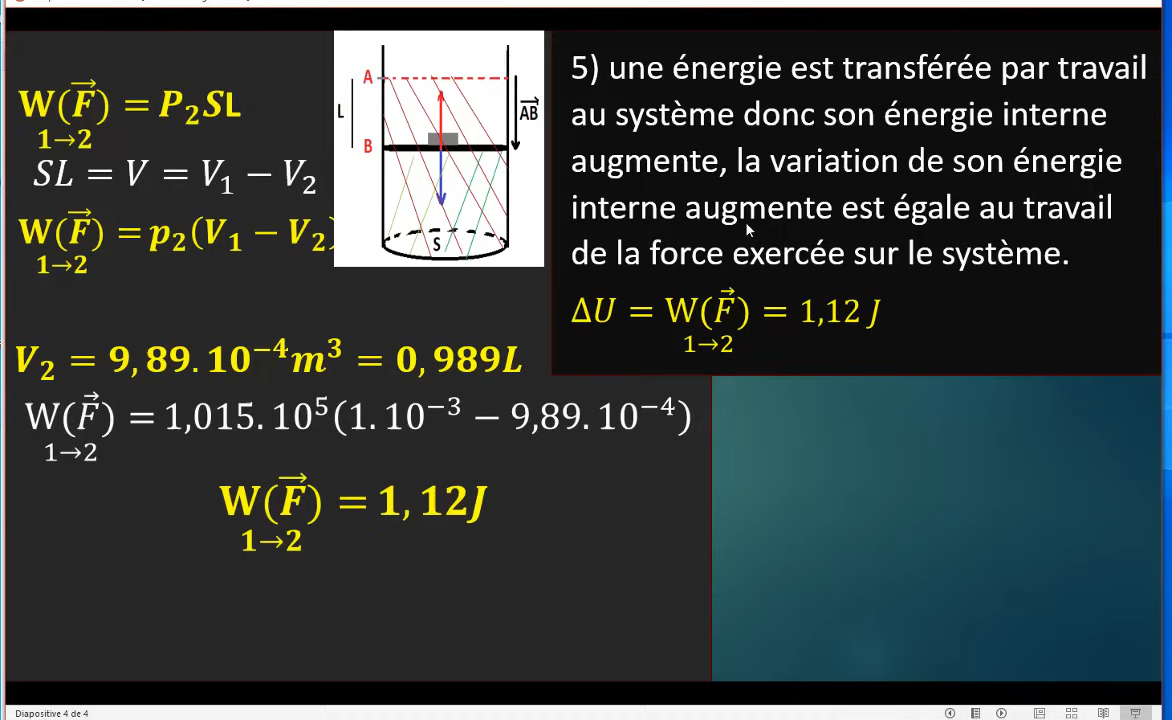 W(F⃗) = P₂SL
1→2
SL = V = V₁ − V₂
W(F⃗) = p₂(V₁ − V₂)
1→2
A
L
AB⃗
B
S
V₂ = 9,89.10⁻⁴m³ = 0,989L
W(F⃗) = 1,015.10⁵(1.10⁻³ − 9,89.10⁻⁴)
1→2
W(F⃗) = 1,12J
1→2
5) une énergie est transférée par travail
au système donc son énergie interne
augmente, la variation de son énergie
interne augmente est égale au travail
de la force exercée sur le système.
ΔU = W(F⃗) = 1,12 J
1→2
Diapositive 4 de 4